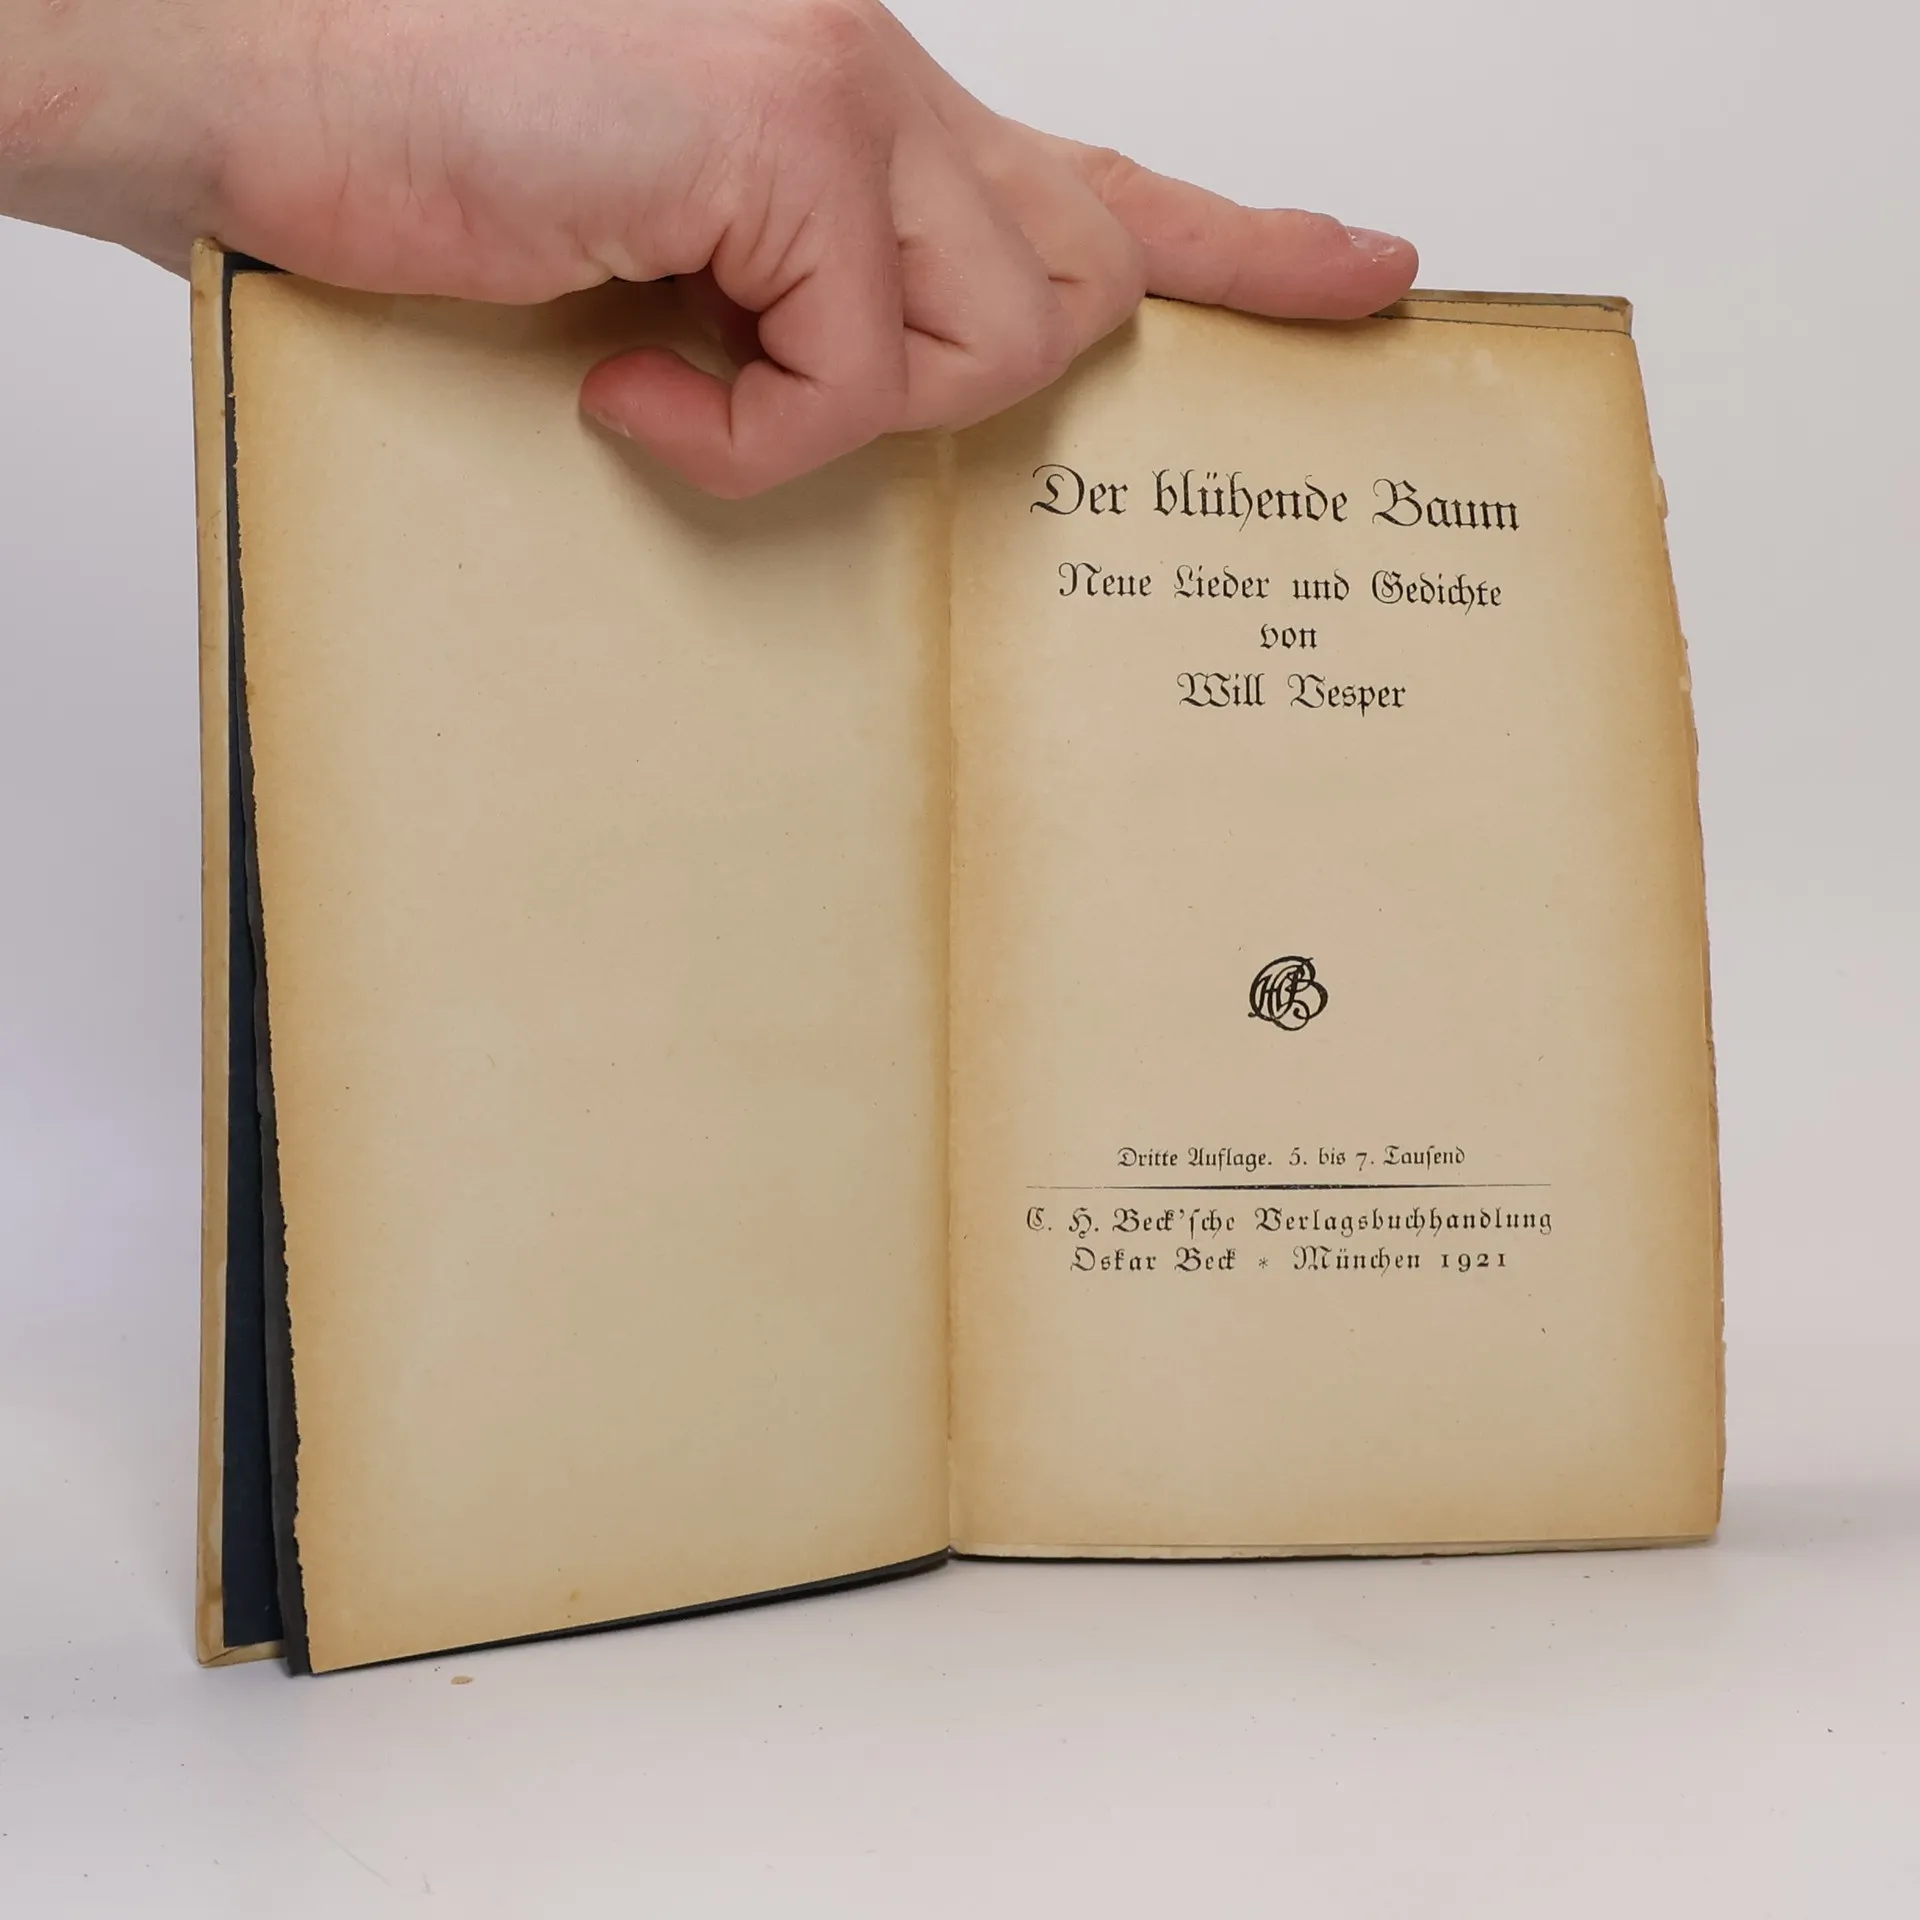 Der blühende Baum
Neue Lieder und Gedichte
von
Will Vesper
CHB
Dritte Auflage. 5. bis 7. Tauſend
C. H. Beck'ſche Verlagsbuchhandlung
Oskar Beck * München 1921